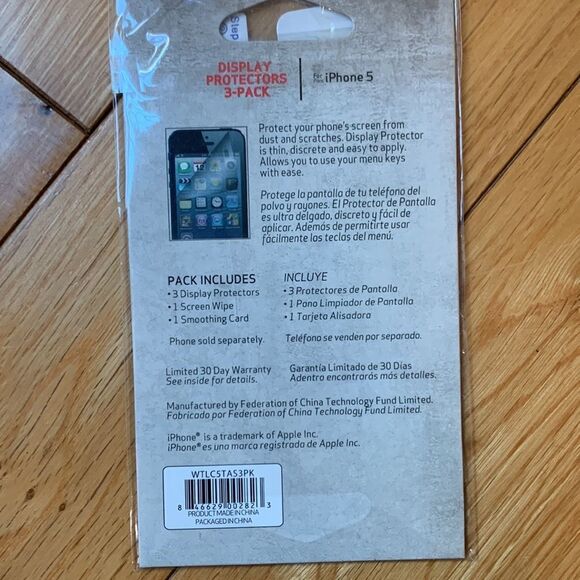 Step
DISPLAY
PROTECTORS
3-PACK
For
Para
iPhone 5
Protect your phone's screen from
dust and scratches. Display Protector
is thin, discrete and easy to apply.
Allows you to use your menu keys
with ease.
Protege la pantalla de tu teléfono del
polvo y rayones. El Protector de Pantalla
es ultra delgado, discreto y fácil de
aplicar. Además de permitirte usar
fácilmente las teclas del menú.
PACK INCLUDES
• 3 Display Protectors
• 1 Screen Wipe
• 1 Smoothing Card
Phone sold separately.
INCLUYE
• 3 Protectores de Pantalla
• 1 Pano Limpiador de Pantalla
• 1 Tarjeta Alisadora
Teléfono se venden por separado.
Limited 30 Day Warranty
See inside for details.
Garantía Limitado de 30 Días
Adentro encontrarás más detalles.
Manufactured by Federation of China Technology Fund Limited.
Fabricado por Federation of China Technology Fund Limited.
iPhone® is a trademark of Apple Inc.
iPhone® es una marca registrada de Apple Inc.
WTLC5TAS3PK
8 46629 00282 3
PRODUCT MADE IN CHINA
PACKAGED IN CHINA